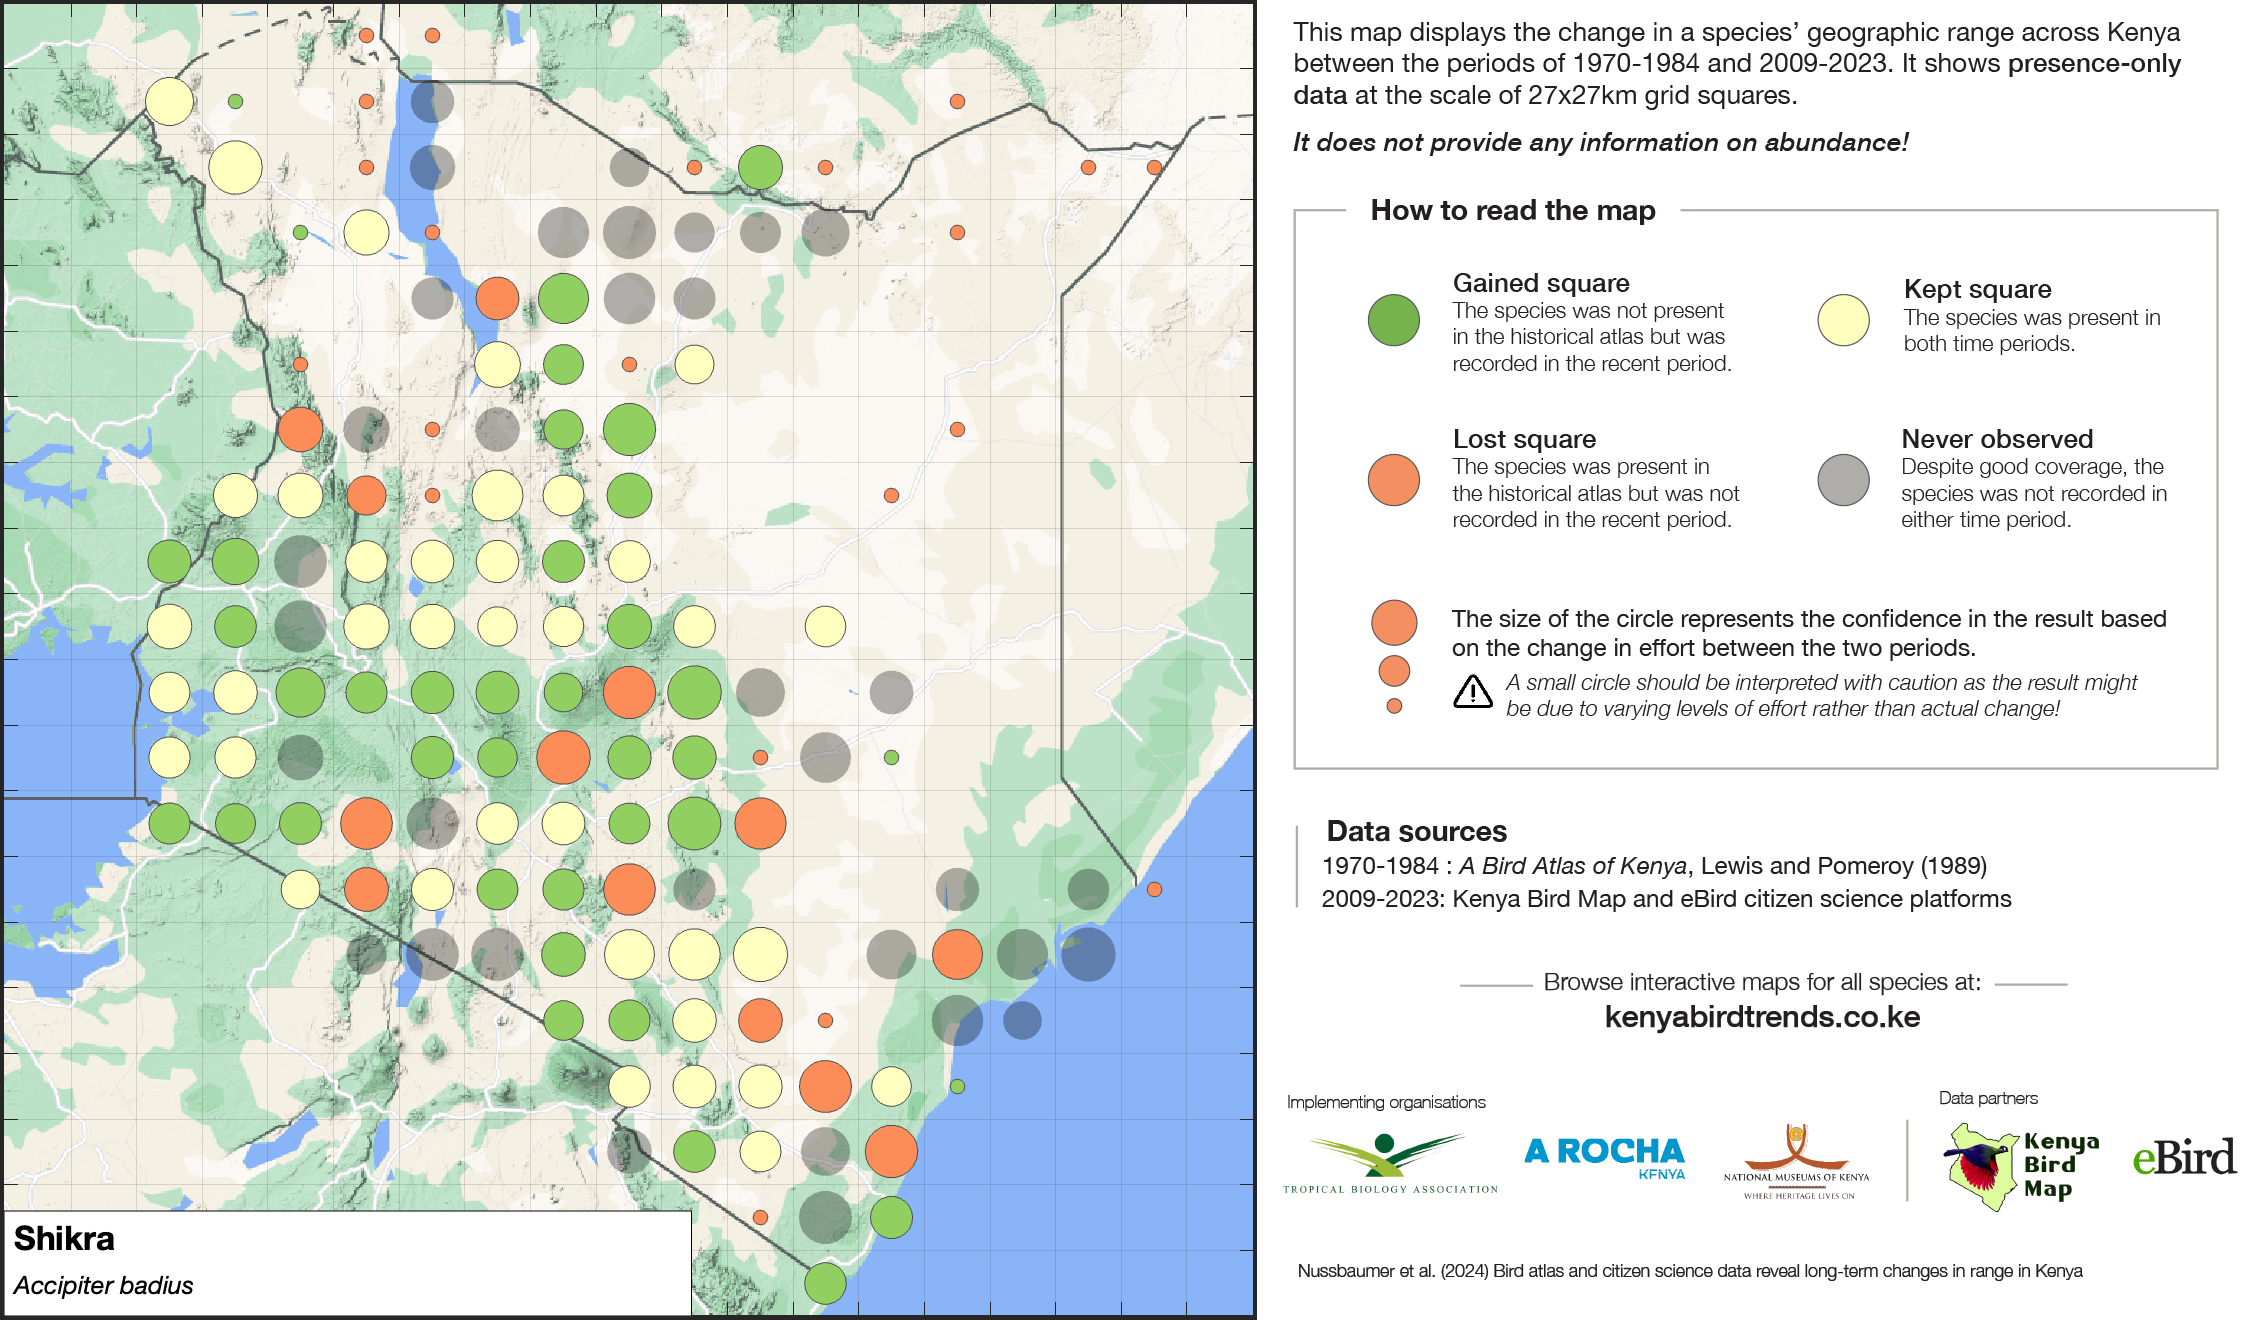 This map displays the change in a species’ geographic range across Kenya
between the periods of 1970-1984 and 2009-2023. It shows presence-only
data at the scale of 27x27km grid squares.
It does not provide any information on abundance!
How to read the map
Gained square
The species was not present
in the historical atlas but was
recorded in the recent period.
Kept square
The species was present in
both time periods.
Lost square
The species was present in
the historical atlas but was not
recorded in the recent period.
Never observed
Despite good coverage, the
species was not recorded in
either time period.
The size of the circle represents the confidence in the result based
on the change in effort between the two periods.
A small circle should be interpreted with caution as the result might
be due to varying levels of effort rather than actual change!
Data sources
1970-1984 : A Bird Atlas of Kenya, Lewis and Pomeroy (1989)
2009-2023: Kenya Bird Map and eBird citizen science platforms
Browse interactive maps for all species at:
kenyabirdtrends.co.ke
Implementing organisations
Data partners
TROPICAL BIOLOGY ASSOCIATION
A ROCHA
KENYA
NATIONAL MUSEUMS OF KENYA
WHERE HERITAGE LIVES ON
Kenya
Bird
Map
eBird
Shikra
Accipiter badius
Nussbaumer et al. (2024) Bird atlas and citizen science data reveal long-term changes in range in Kenya